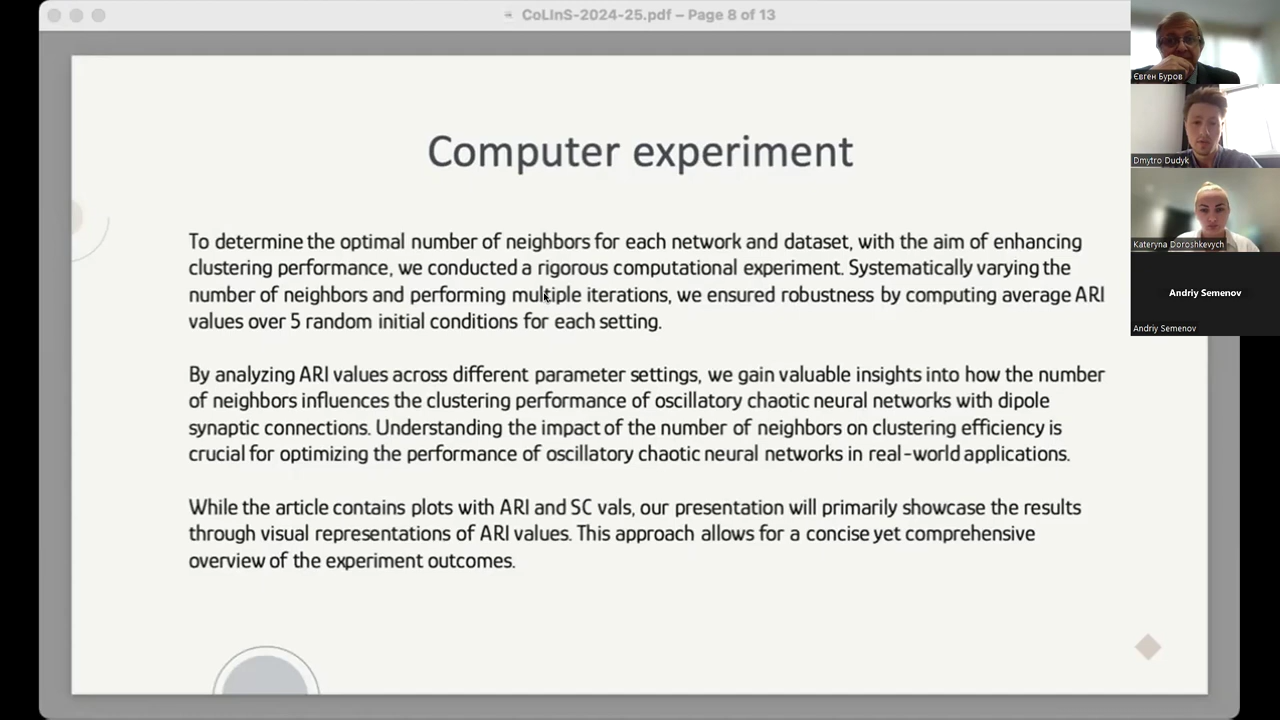 CoLInS-2024-25.pdf – Page 8 of 13
Computer experiment
To determine the optimal number of neighbors for each network and dataset, with the aim of enhancing
clustering performance, we conducted a rigorous computational experiment. Systematically varying the
number of neighbors and performing multiple iterations, we ensured robustness by computing average ARI
values over 5 random initial conditions for each setting.
By analyzing ARI values across different parameter settings, we gain valuable insights into how the number
of neighbors influences the clustering performance of oscillatory chaotic neural networks with dipole
synaptic connections. Understanding the impact of the number of neighbors on clustering efficiency is
crucial for optimizing the performance of oscillatory chaotic neural networks in real-world applications.
While the article contains plots with ARI and SC vals, our presentation will primarily showcase the results
through visual representations of ARI values. This approach allows for a concise yet comprehensive
overview of the experiment outcomes.
Євген Буров
Dmytro Dudyk
Kateryna Doroshkevych
Andriy Semenov
Andriy Semenov